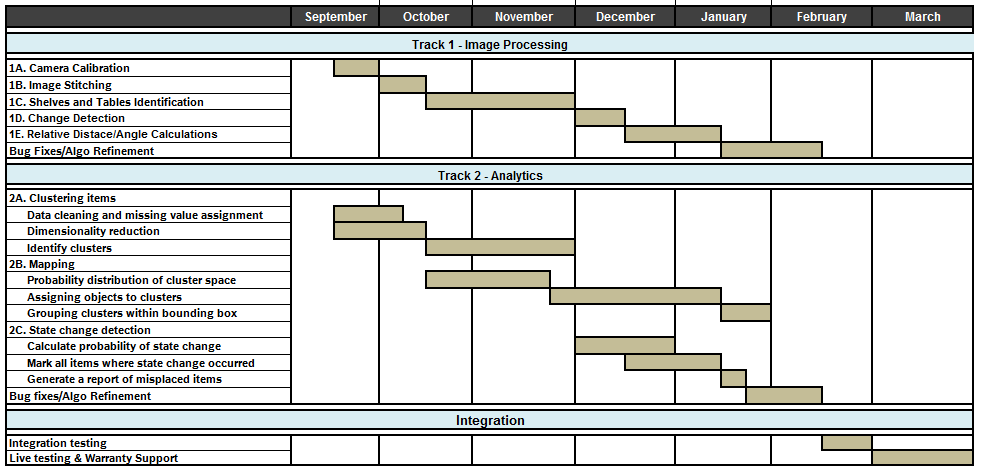 September October November December January February March
Track 1 - Image Processing
1A. Camera Calibration
1B. Image Stitching
1C. Shelves and Tables Identification
1D. Change Detection
1E. Relative Distace/Angle Calculations
Bug Fixes/Algo Refinement
Track 2 - Analytics
2A. Clustering items
Data cleaning and missing value assignment
Dimensionality reduction
Identify clusters
2B. Mapping
Probability distribution of cluster space
Assigning objects to clusters
Grouping clusters within bounding box
2C. State change detection
Calculate probability of state change
Mark all items where state change occurred
Generate a report of misplaced items
Bug fixes/Algo Refinement
Integration
Integration testing
Live testing & Warranty Support